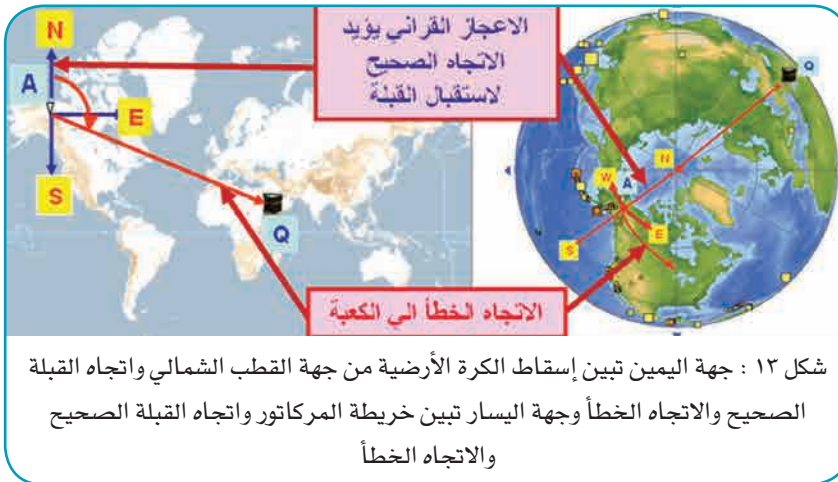 الاعجاز القراني يؤيد
الاتجاه الصحيح
لاستقبال القبلة
N
A
E
S
Q
Q
N
W
A
E
S
الاتجاه الخطأ الي الكعبة
شكل ١٣ : جهة اليمين تبين إسقاط الكرة الأرضية من جهة القطب الشمالي واتجاه القبلة
الصحيح والاتجاه الخطأ وجهة اليسار تبين خريطة المركاتور واتجاه القبلة الصحيح
والاتجاه الخطأ